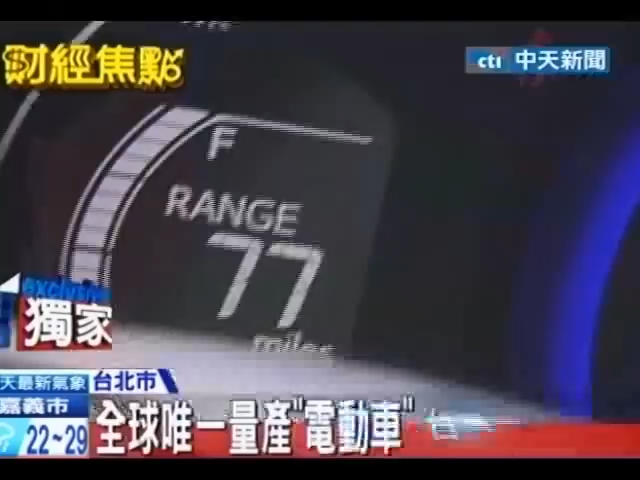 財經焦點
cti 中天新聞
F
RANGE
77
miles
exclusive
獨家
天最新氣象
台北市
嘉義市
22~29
全球唯一量產"電動車"